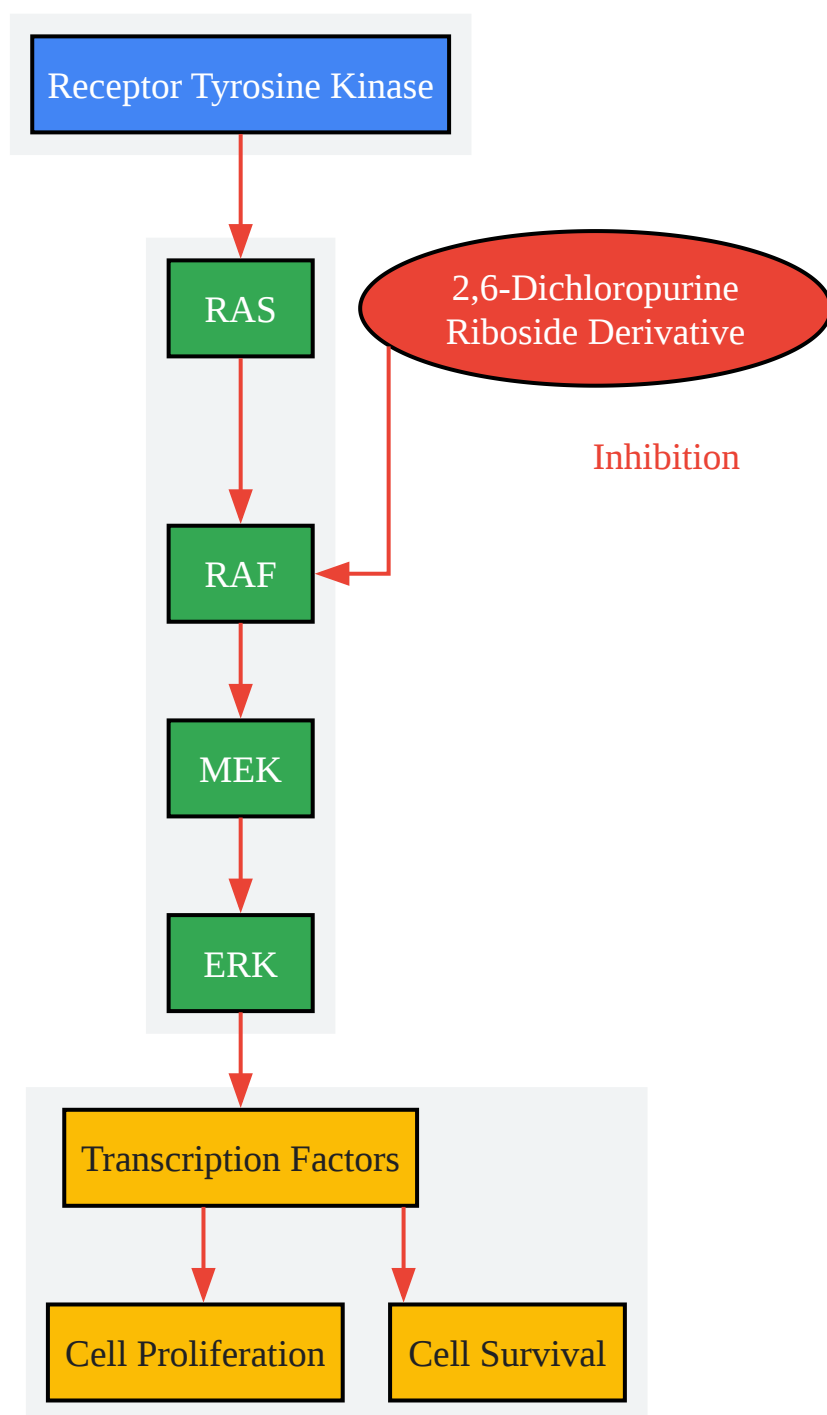 Receptor Tyrosine Kinase
RAS
2,6-Dichloropurine
Riboside Derivative
Inhibition
RAF
MEK
ERK
Transcription Factors
Cell Proliferation
Cell Survival